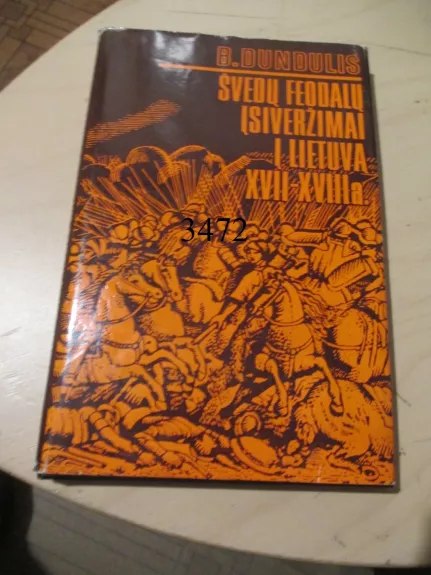 B. DUNDULIS
ŠVEDŲ FEODALŲ
ĮSIVERŽIMAI
Į LIETUVĄ
XVII-XVIIIa.
3472